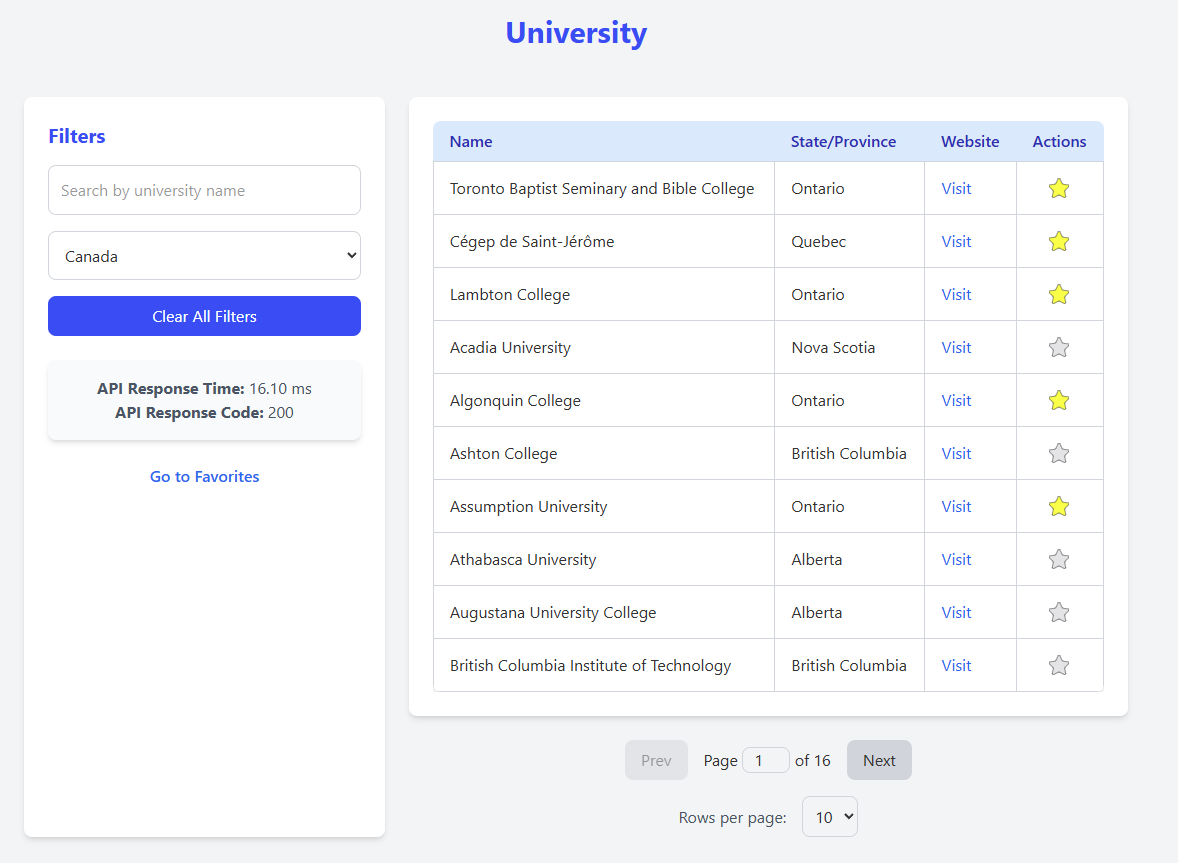 University
Filters
Search by university name
Canada
Clear All Filters
API Response Time: 16.10 ms
API Response Code: 200
Go to Favorites
Name State/Province Website Actions
Toronto Baptist Seminary and Bible College Ontario Visit
Cégep de Saint-Jérôme Quebec Visit
Lambton College Ontario Visit
Acadia University Nova Scotia Visit
Algonquin College Ontario Visit
Ashton College British Columbia Visit
Assumption University Ontario Visit
Athabasca University Alberta Visit
Augustana University College Alberta Visit
British Columbia Institute of Technology British Columbia Visit
Prev Page 1 of 16 Next
Rows per page: 10